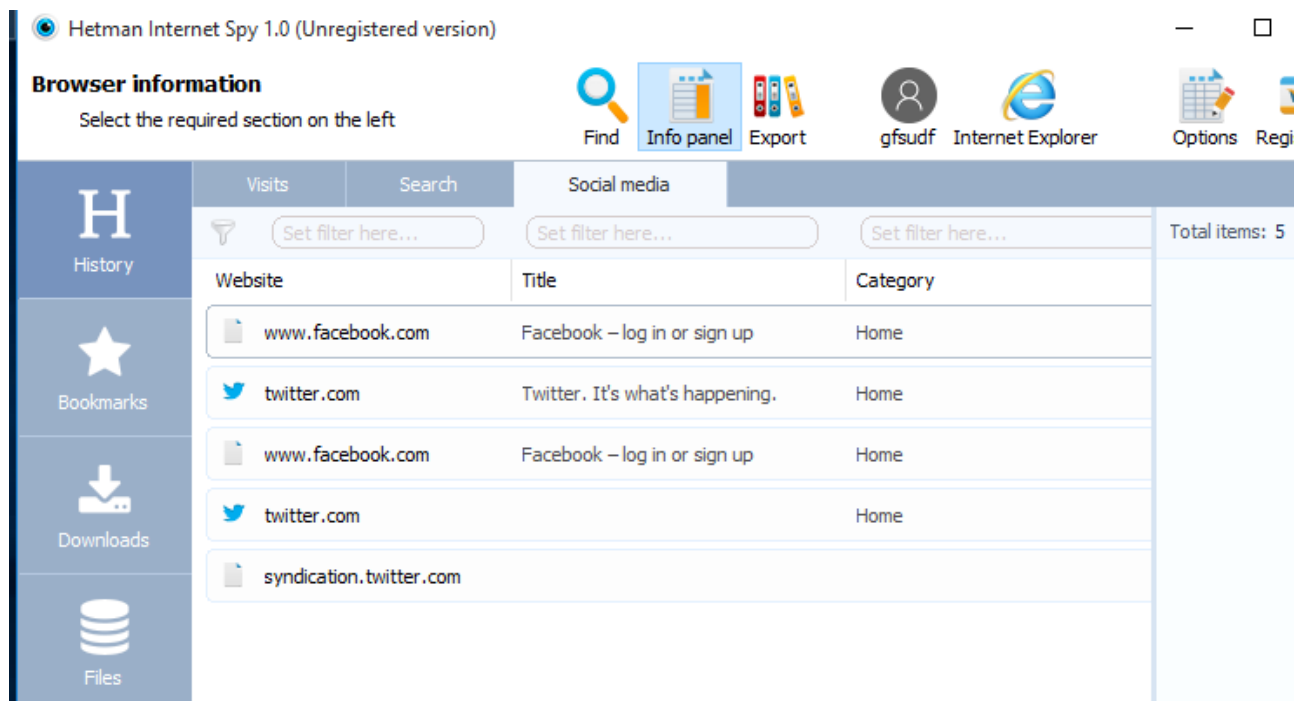 Hetman Internet Spy 1.0 (Unregistered version)
Browser information
Select the required section on the left
Find
Info panel
Export
gfsudf
Internet Explorer
Options
Regi
H
History
Bookmarks
Downloads
Files
Visits
Search
Social media
Set filter here...
Set filter here...
Set filter here...
Total items: 5
Website
Title
Category
www.facebook.com
Facebook – log in or sign up
Home
twitter.com
Twitter. It's what's happening.
Home
www.facebook.com
Facebook – log in or sign up
Home
twitter.com
Home
syndication.twitter.com